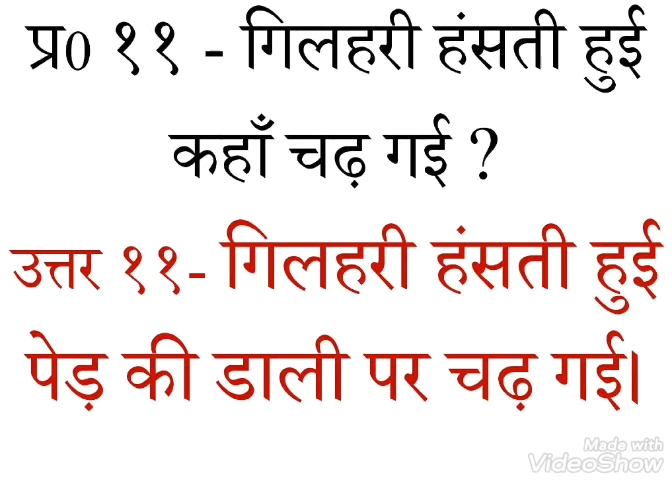 प्र0 ११ - गिलहरी हंसती हुई
कहाँ चढ़ गई ?
उत्तर ११- गिलहरी हंसती हुई
पेड़ की डाली पर चढ़ गई।
Made with
VideoShow